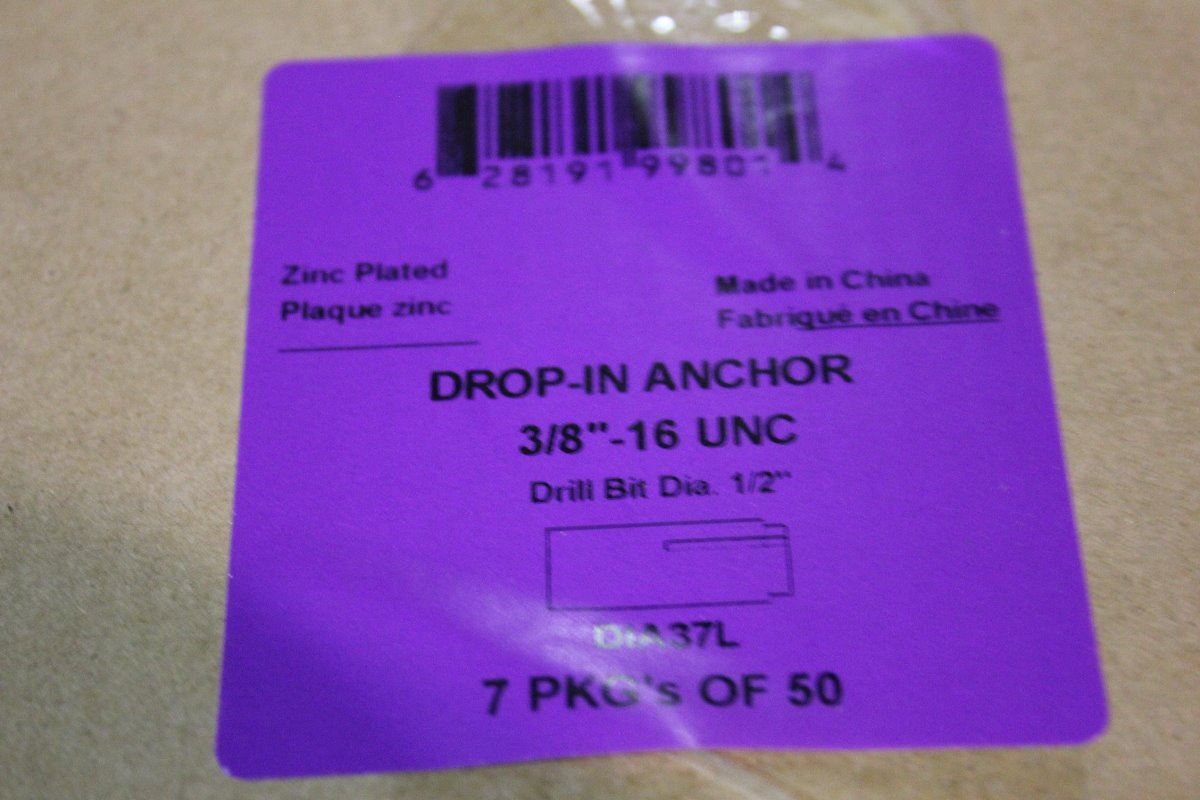 6 28191 99801 4
Zinc Plated
Plaque zinc
Made in China
Fabriqué en Chine
DROP-IN ANCHOR
3/8"-16 UNC
Drill Bit Dia. 1/2"
DIA37L
7 PKG's OF 50